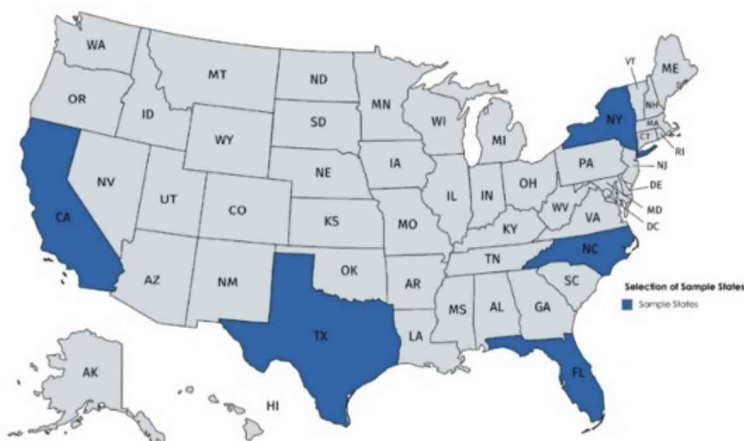 WA
MT
ND
MN
VT
ME
OR
ID
SD
WI
NH
NY
MA
WY
MI
CT
RI
IA
PA
NJ
NE
NV
OH
DE
UT
IL
IN
CA
CO
WV
MD
KS
MO
VA
DC
KY
NC
TN
AZ
NM
OK
AR
SC
MS
AL
GA
TX
LA
FL
AK
HI
Selection of Sample States
Sample States